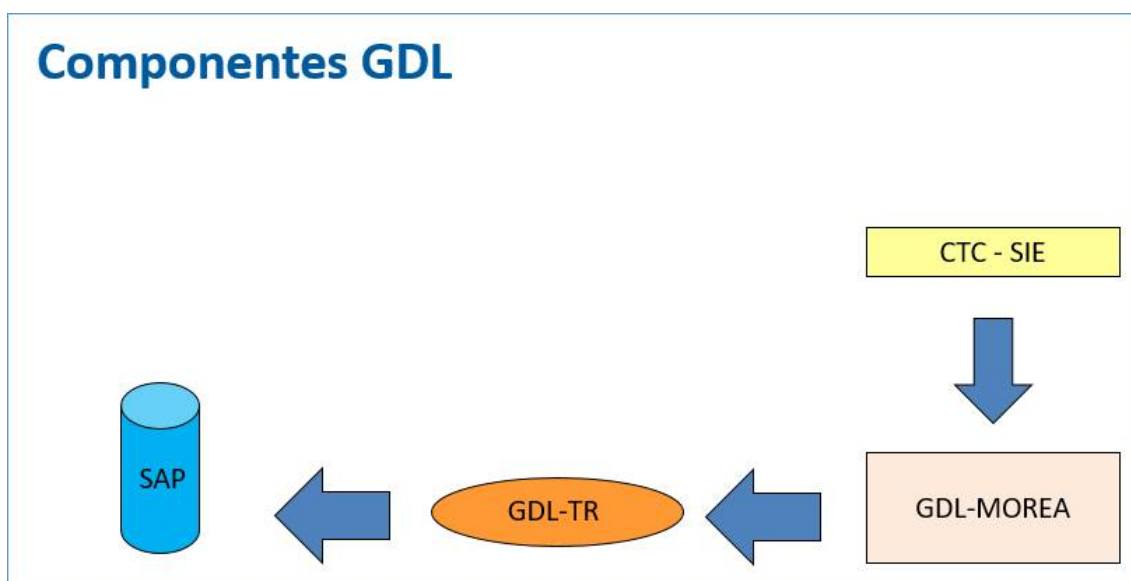 Componentes GDL
CTC - SIE
SAP
GDL-TR
GDL-MOREA